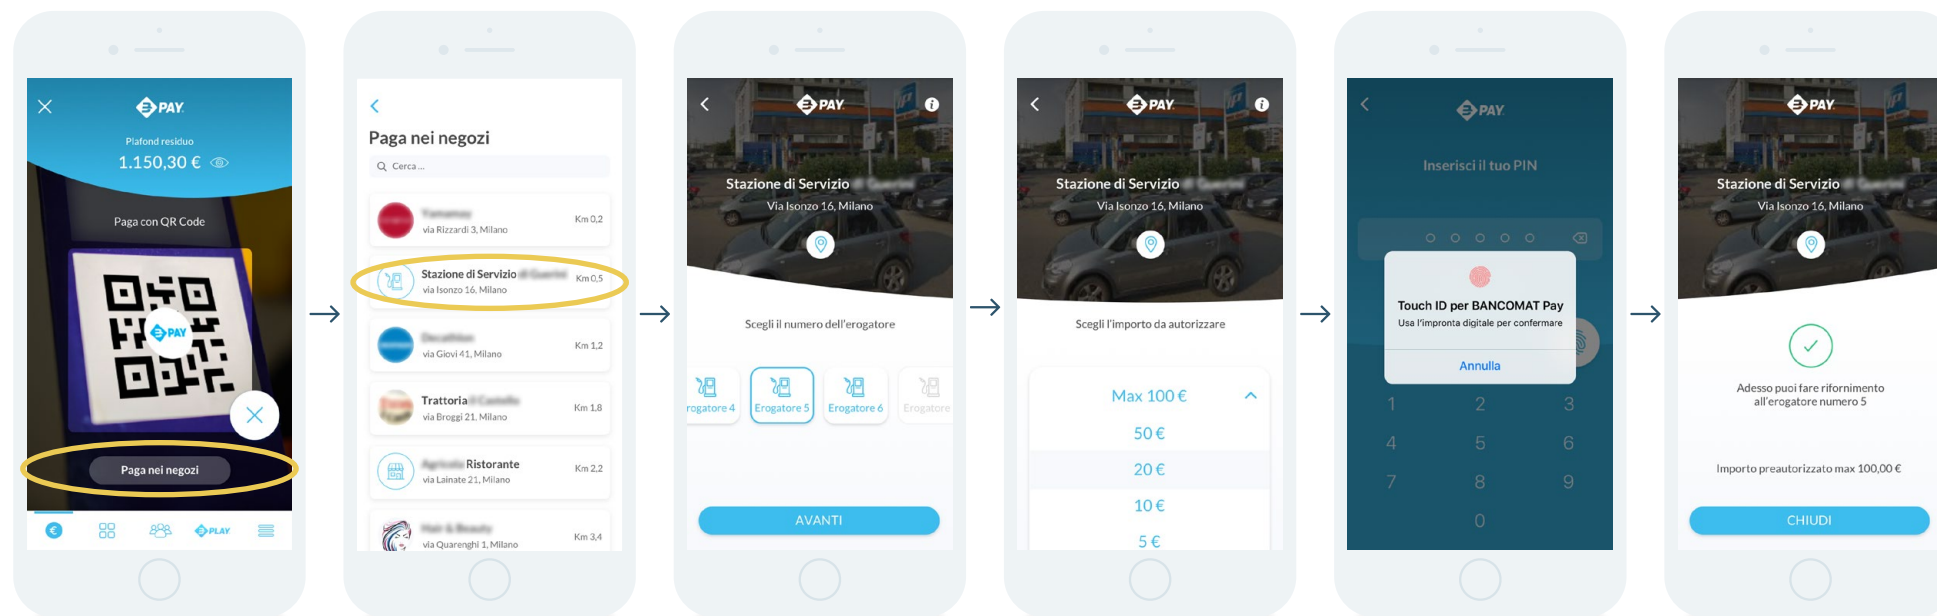 PAY
Plafond residuo
1.150,30 €
Paga con QR Code
PAY
Paga nei negozi
€
PLAY
Paga nei negozi
Cerca ...
via Rizzardi 3, Milano
Km 0,2
Stazione di Servizio
via Isonzo 16, Milano
Km 0,5
via Giovi 41, Milano
Km 1,2
Trattoria
via Broggi 21, Milano
Km 1,8
Ristorante
via Lainate 21, Milano
Km 2,2
via Quarenghi 1, Milano
Km 3,4
PAY
i
ip
Stazione di Servizio
Via Isonzo 16, Milano
Scegli il numero dell'erogatore
rogatore 4
Erogatore 5
Erogatore 6
Erogatore
AVANTI
PAY
i
ip
Stazione di Servizio
Via Isonzo 16, Milano
Scegli l'importo da autorizzare
Max 100 €
50 €
20 €
10 €
5 €
PAY
Inserisci il tuo PIN
Touch ID per BANCOMAT Pay
Usa l'impronta digitale per confermare
Annulla
1 2 3
4 5 6
7 8 9
0
PAY
ip
Stazione di Servizio
Via Isonzo 16, Milano
Adesso puoi fare rifornimento
all'erogatore numero 5
Importo preautorizzato max 100,00 €
CHIUDI